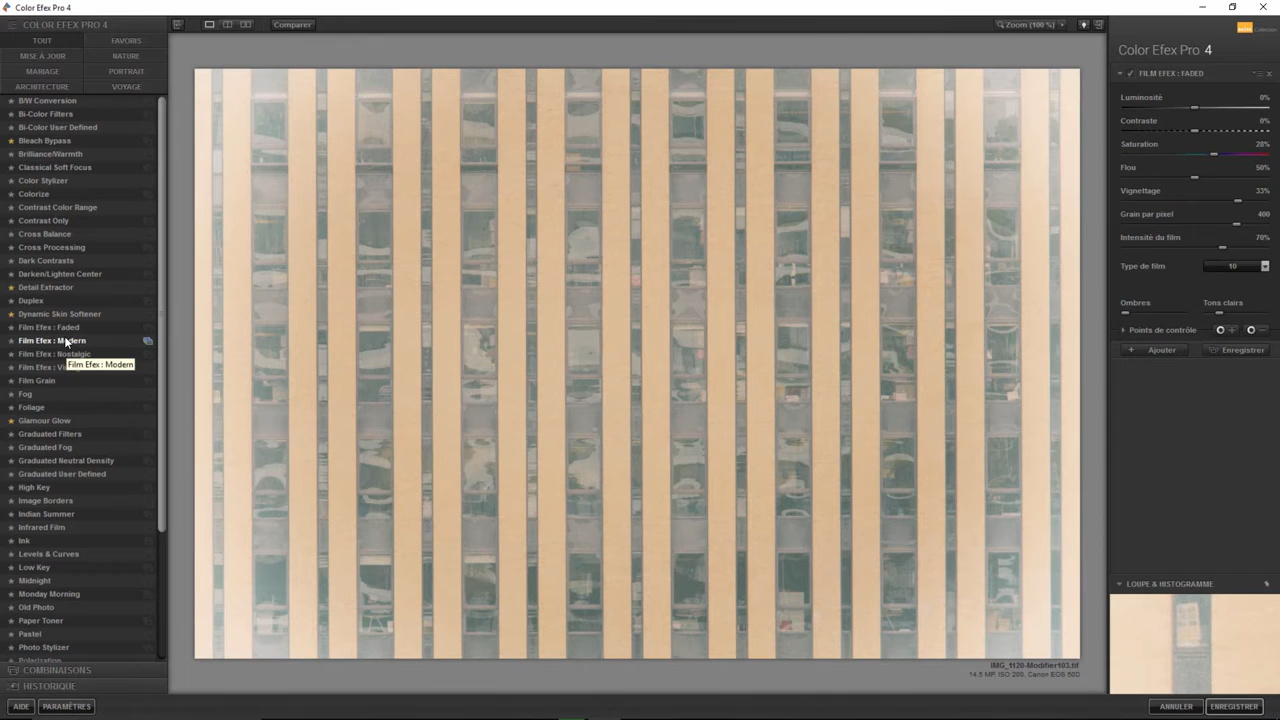 Color Efex Pro 4
COLOR EFEX PRO 4
TOUT FAVORIS
MISE À JOUR NATURE
MARIAGE PORTRAIT
ARCHITECTURE VOYAGE
B/W Conversion
Bi-Color Filters
Bi-Color User Defined
Bleach Bypass
Brilliance/Warmth
Classical Soft Focus
Color Stylizer
Colorize
Contrast Color Range
Contrast Only
Cross Balance
Cross Processing
Dark Contrasts
Darken/Lighten Center
Detail Extractor
Duplex
Dynamic Skin Softener
Film Efex : Faded
Film Efex : Modern
Film Efex : Nostalgic
Film Efex :
Film Efex : Modern
Film Grain
Fog
Foliage
Glamour Glow
Graduated Filters
Graduated Fog
Graduated Neutral Density
Graduated User Defined
High Key
Image Borders
Indian Summer
Infrared Film
Ink
Levels & Curves
Low Key
Midnight
Monday Morning
Old Photo
Paper Toner
Pastel
Photo Stylizer
Polarization
COMBINAISONS
HISTORIQUE
AIDE PARAMÈTRES
Comparer
Zoom (100 %)
IMG_1120-Modifier103.tif
14.5 MP, ISO 200, Canon EOS 50D
Collection
Color Efex Pro 4
FILM EFEX : FADED
Luminosité 0%
Contraste 0%
Saturation 28%
Flou 50%
Vignettage 33%
Grain par pixel 400
Intensité du film 70%
Type de film 10
Ombres Tons clairs
Points de contrôle
Ajouter Enregistrer
LOUPE & HISTOGRAMME
ANNULER ENREGISTRER